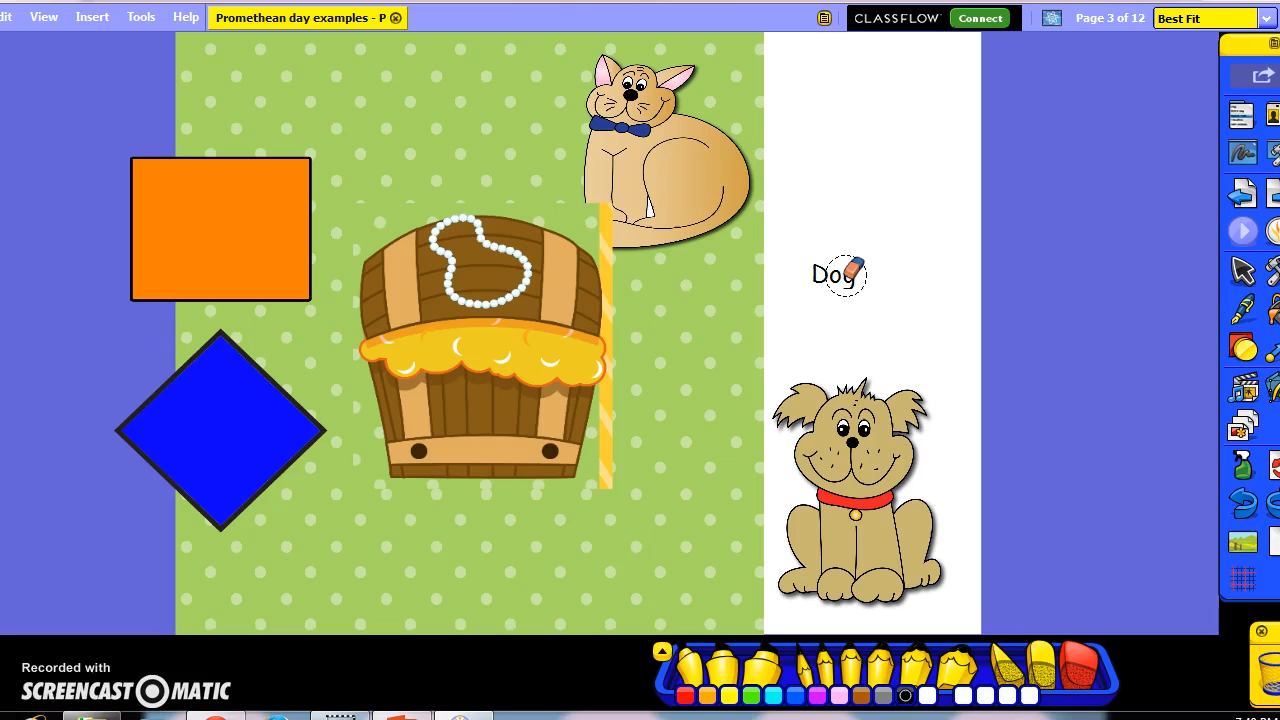 dit View Insert Tools Help
Promethean day examples - P
CLASSFLOW Connect
Page 3 of 12
Best Fit
Dog
Recorded with
SCREENCAST MATIC